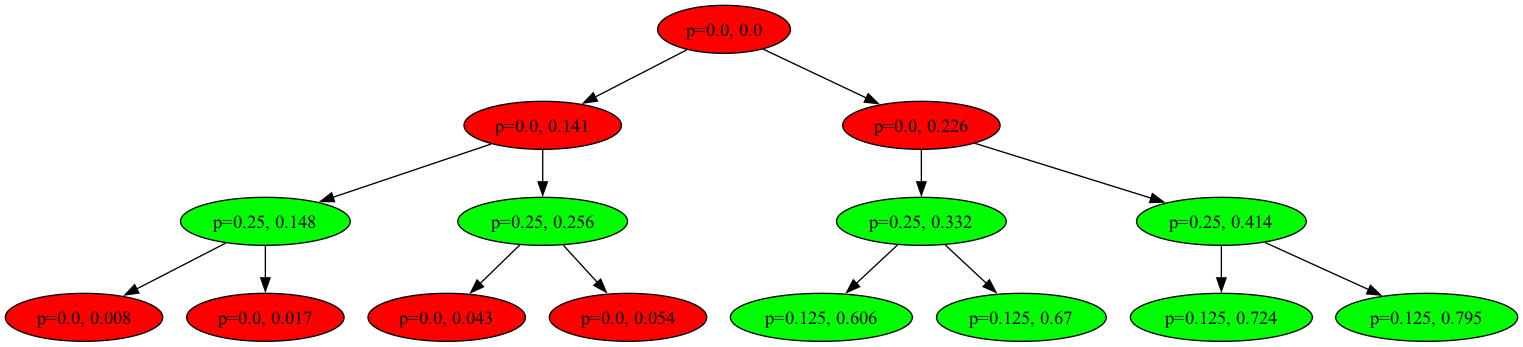 p=0.0, 0.0
p=0.0, 0.141
p=0.0, 0.226
p=0.25, 0.148
p=0.25, 0.256
p=0.25, 0.332
p=0.25, 0.414
p=0.0, 0.008
p=0.0, 0.017
p=0.0, 0.043
p=0.0, 0.054
p=0.125, 0.606
p=0.125, 0.67
p=0.125, 0.724
p=0.125, 0.795